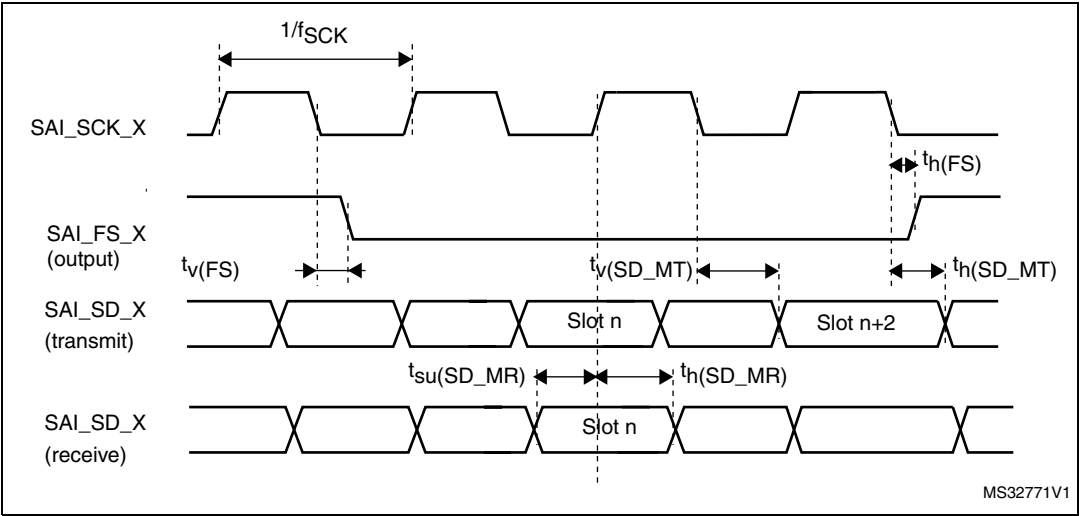 1/fSCK
SAI_SCK_X
th(FS)
SAI_FS_X
(output)
tv(FS)
tv(SD_MT)
th(SD_MT)
SAI_SD_X
(transmit)
Slot n
Slot n+2
tsu(SD_MR)
th(SD_MR)
SAI_SD_X
(receive)
Slot n
MS32771V1